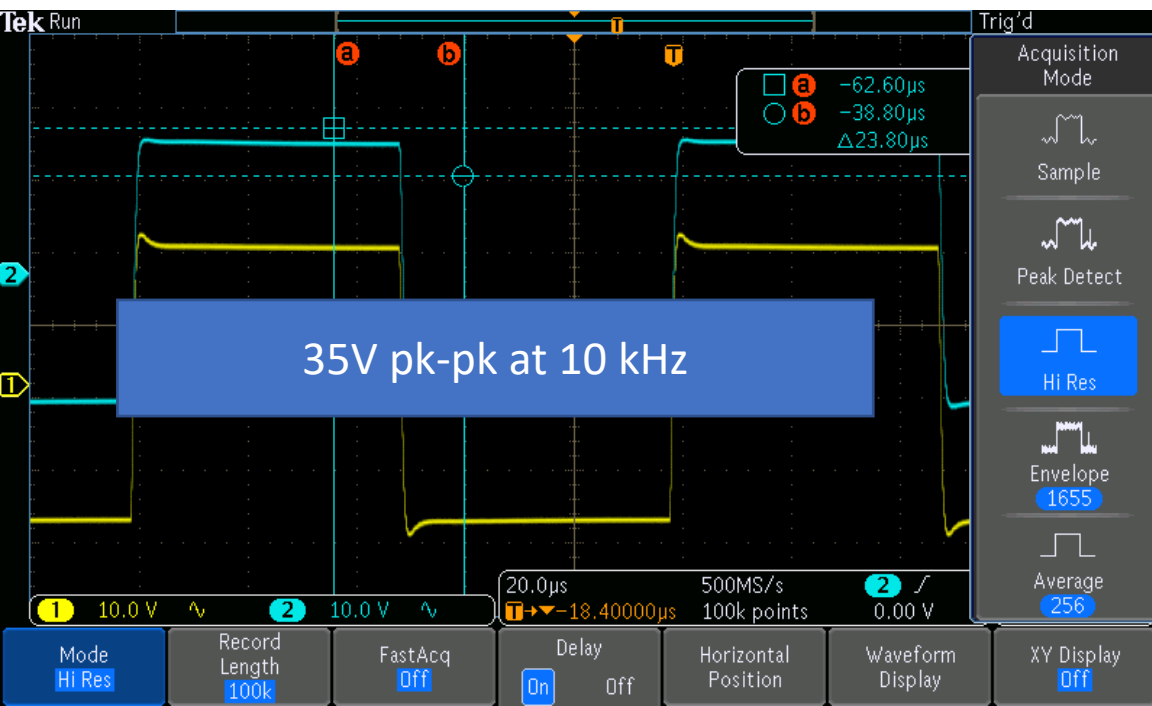 Tek Run
Trig'd
T
a
b
T
a -62.60μs
b -38.80μs
Δ23.80μs
2
1
35V pk-pk at 10 kHz
Acquisition
Mode
Sample
Peak Detect
Hi Res
Envelope
1655
Average
256
1 10.0 V
2 10.0 V
20.0μs
T→▼-18.40000μs
500MS/s
100k points
2
0.00 V
Mode
Hi Res
Record
Length
100k
FastAcq
Off
Delay
On Off
Horizontal
Position
Waveform
Display
XY Display
Off